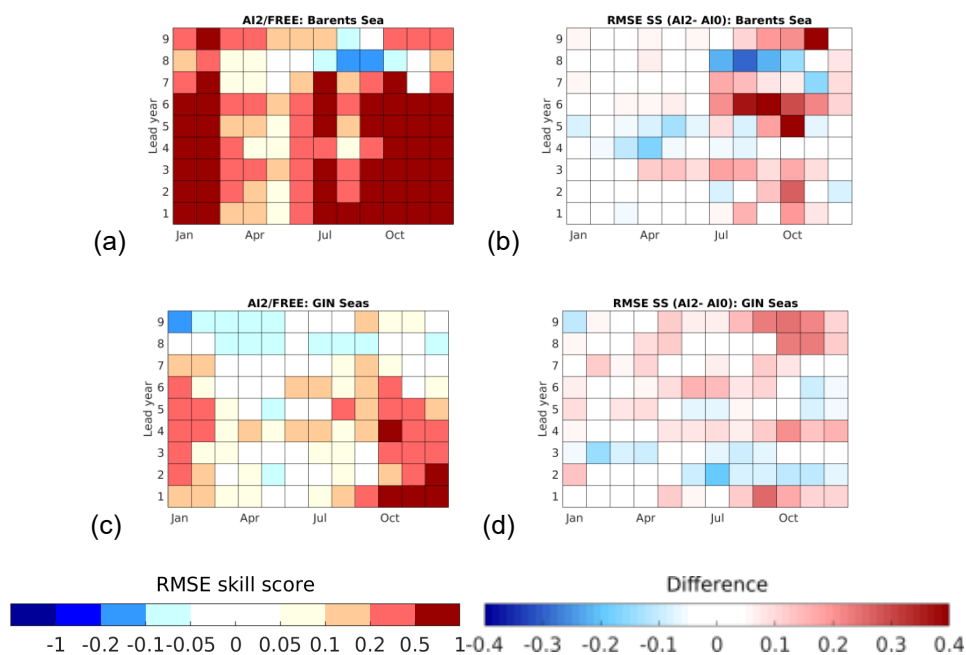 AI2/FREE: Barents Sea
RMSE SS (AI2- AI0): Barents Sea
Lead year
9
8
7
6
5
4
3
2
1
Jan Apr Jul Oct
(a)
Lead year
9
8
7
6
5
4
3
2
1
Jan Apr Jul Oct
(b)
AI2/FREE: GIN Seas
RMSE SS (AI2- AI0): GIN Seas
Lead year
9
8
7
6
5
4
3
2
1
Jan Apr Jul Oct
(c)
Lead year
9
8
7
6
5
4
3
2
1
Jan Apr Jul Oct
(d)
RMSE skill score
-1 -0.2 -0.1 -0.05 0 0.05 0.1 0.2 0.5 1
Difference
-0.4 -0.3 -0.2 -0.1 0 0.1 0.2 0.3 0.4